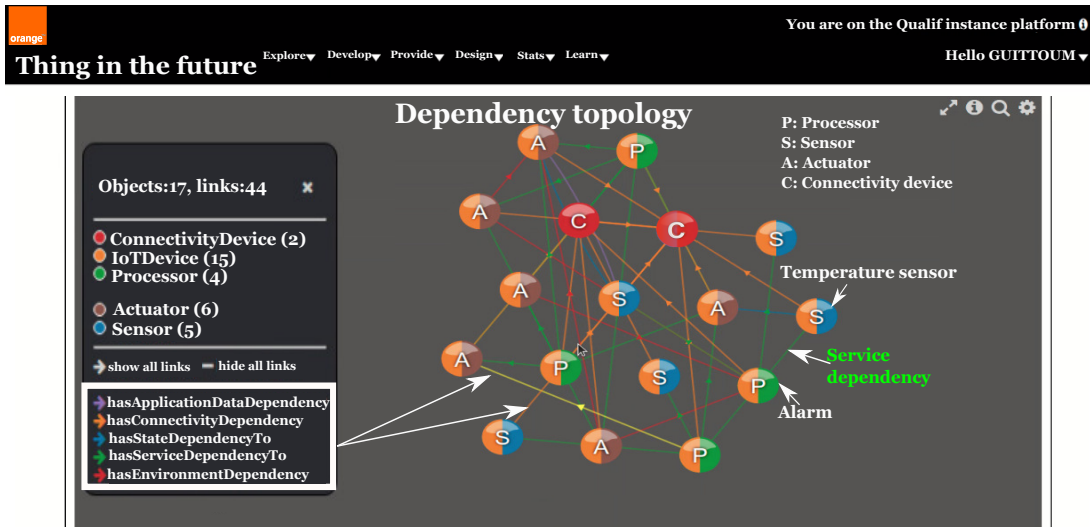 orange
You are on the Qualif instance platform
Thing in the future
Explore Develop Provide Design Stats Learn
Hello GUITTOUM
Dependency topology
P: Processor
S: Sensor
A: Actuator
C: Connectivity device
Objects:17, links:44
ConnectivityDevice (2)
IoTDevice (15)
Processor (4)
Actuator (6)
Sensor (5)
show all links hide all links
hasApplicationDataDependency
hasConnectivityDependency
hasStateDependencyTo
hasServiceDependencyTo
hasEnvironmentDependency
A
P
A
C
C
S
Temperature sensor
A
S
A
S
Service
dependency
A
P
S
P
Alarm
S
A
P